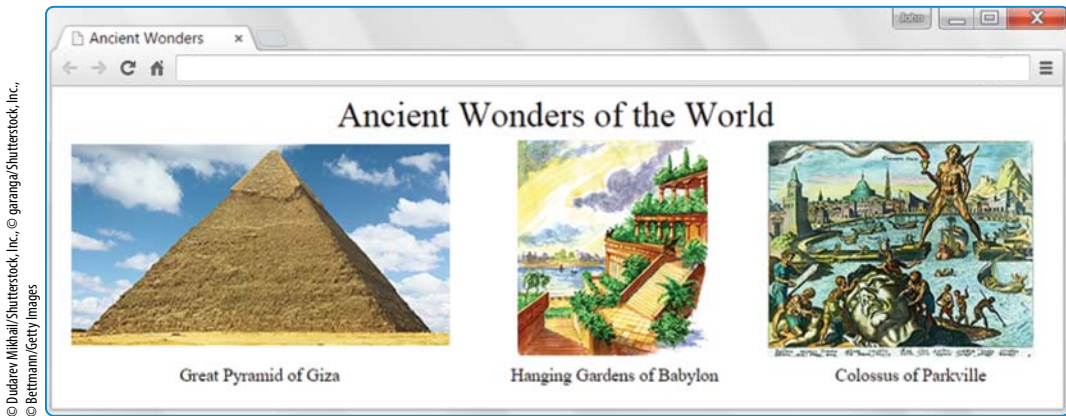 © Dudarev Mikhail/Shutterstock, Inc., © garanga/Shutterstock, Inc.,
© Bettmann/Getty Images
John
Ancient Wonders
Ancient Wonders of the World
Great Pyramid of Giza
Hanging Gardens of Babylon
Colossus of Parkville